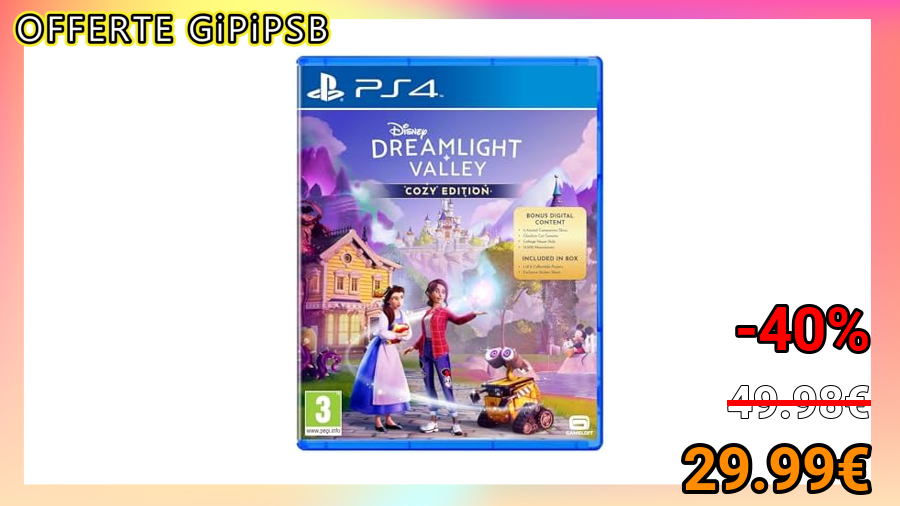 OFFERTE GiPiPSB
PS4
Disney
DREAMLIGHT
VALLEY
COZY EDITION
BONUS DIGITAL
CONTENT
INCLUDED IN BOX
3
www.pegi.info
GAMELOFT
-40%
49.98€
29.99€